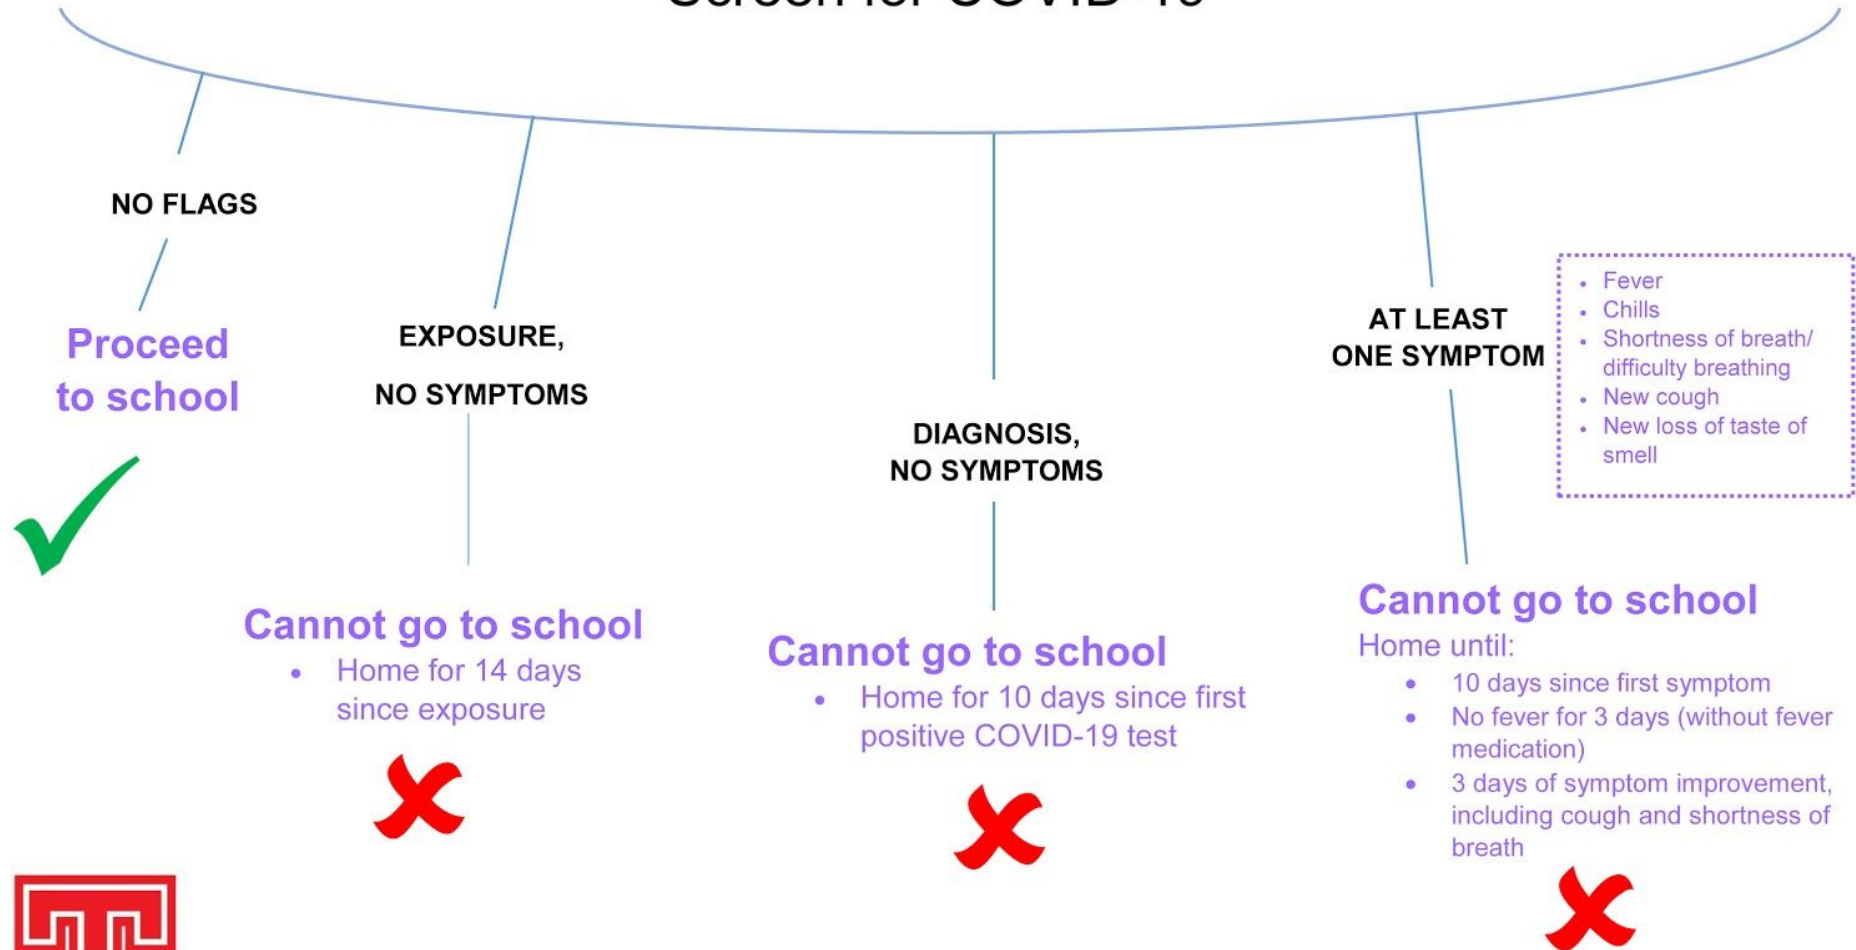 Screen for COVID-19
NO FLAGS
Proceed
to school
EXPOSURE,
NO SYMPTOMS
Cannot go to school
• Home for 14 days
since exposure
DIAGNOSIS,
NO SYMPTOMS
Cannot go to school
• Home for 10 days since first
positive COVID-19 test
AT LEAST
ONE SYMPTOM
• Fever
• Chills
• Shortness of breath/
difficulty breathing
• New cough
• New loss of taste of
smell
Cannot go to school
Home until:
• 10 days since first symptom
• No fever for 3 days (without fever
medication)
• 3 days of symptom improvement,
including cough and shortness of
breath